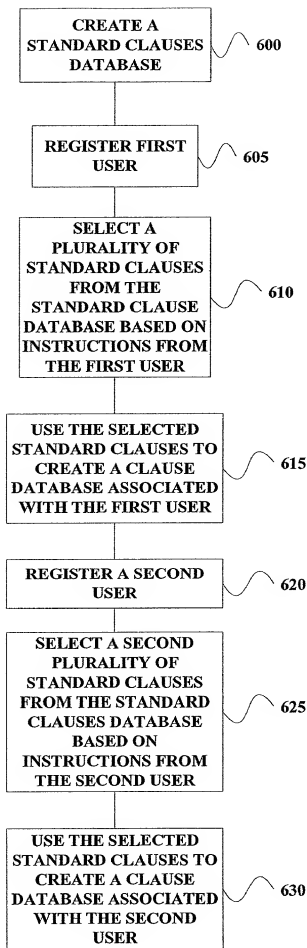 CREATE A
STANDARD CLAUSES
DATABASE
600
REGISTER FIRST
USER
605
SELECT A
PLURALITY OF
STANDARD CLAUSES
FROM THE
STANDARD CLAUSE
DATABASE BASED ON
INSTRUCTIONS FROM
THE FIRST USER
610
USE THE SELECTED
STANDARD CLAUSES TO
CREATE A CLAUSE
DATABASE ASSOCIATED
WITH THE FIRST USER
615
REGISTER A SECOND
USER
620
SELECT A SECOND
PLURALITY OF
STANDARD CLAUSES
FROM THE STANDARD
CLAUSES DATABASE
BASED ON
INSTRUCTIONS FROM
THE SECOND USER
625
USE THE SELECTED
STANDARD CLAUSES TO
CREATE A CLAUSE
DATABASE ASSOCIATED
WITH THE SECOND
USER
630